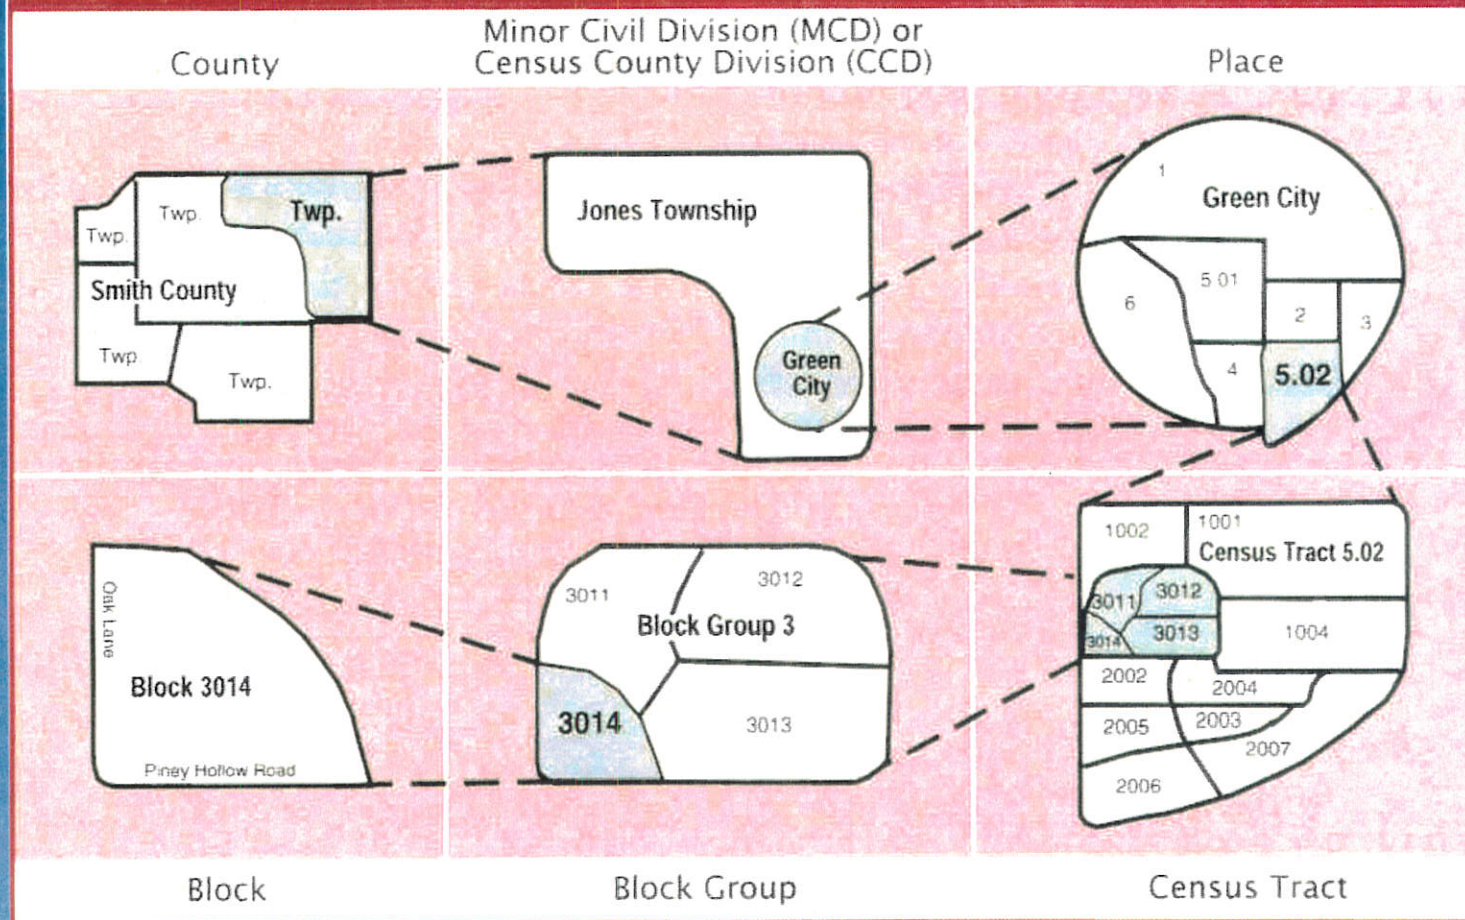 County
Minor Civil Division (MCD) or
Census County Division (CCD)
Place
Twp.
Twp.
Twp.
Smith County
Twp.
Twp.
Jones Township
Green
City
1
Green City
5.01
6
2
3
4
5.02
Oak Lane
Block 3014
Piney Hollow Road
3011
3012
Block Group 3
3014
3013
1002
1001
Census Tract 5.02
3011
3012
3014
3013
1004
2002
2004
2005
2003
2007
2006
Block
Block Group
Census Tract